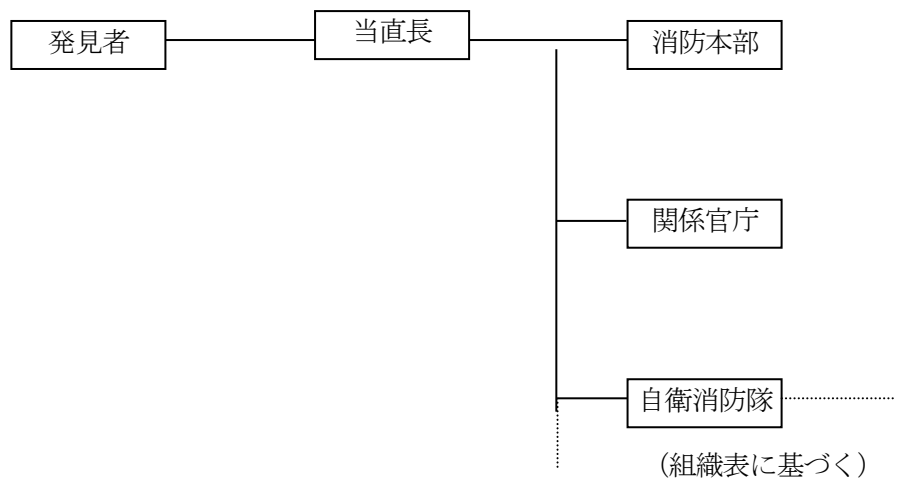 発見者
当直長
消防本部
関係官庁
自衛消防隊
（組織表に基づく）